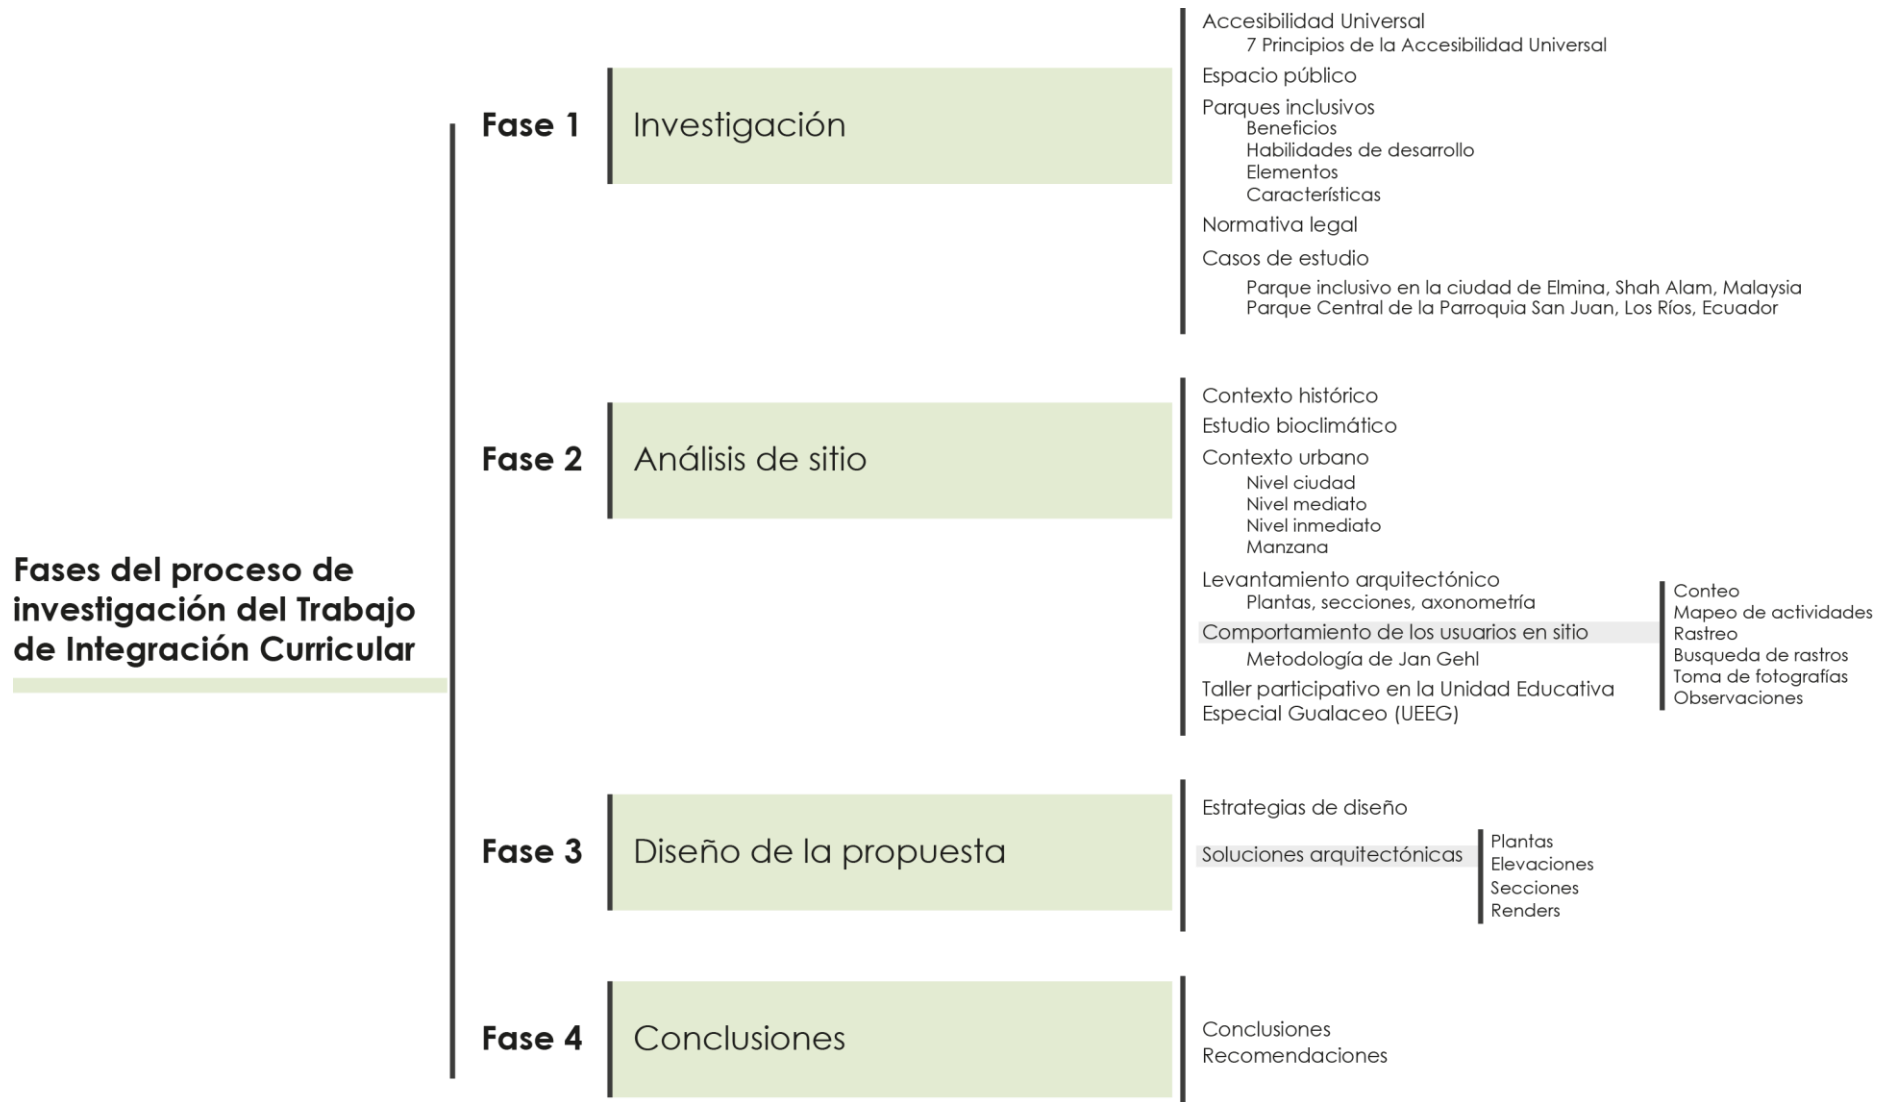 Fases del proceso de
investigación del Trabajo
de Integración Curricular
Fase 1
Investigación
Accesibilidad Universal
7 Principios de la Accesibilidad Universal
Espacio público
Parques inclusivos
Beneficios
Habilidades de desarrollo
Elementos
Características
Normativa legal
Casos de estudio
Parque inclusivo en la ciudad de Elmina, Shah Alam, Malaysia
Parque Central de la Parroquia San Juan, Los Ríos, Ecuador
Fase 2
Análisis de sitio
Contexto histórico
Estudio bioclimático
Contexto urbano
Nivel ciudad
Nivel mediato
Nivel inmediato
Manzana
Levantamiento arquitectónico
Plantas, secciones, axonometría
Comportamiento de los usuarios en sitio
Metodología de Jan Gehl
Conteo
Mapeo de actividades
Rastreo
Busqueda de rastros
Toma de fotografías
Observaciones
Taller participativo en la Unidad Educativa
Especial Gualaceo (UEEG)
Fase 3
Diseño de la propuesta
Estrategias de diseño
Soluciones arquitectónicas
Plantas
Elevaciones
Secciones
Renders
Fase 4
Conclusiones
Conclusiones
Recomendaciones